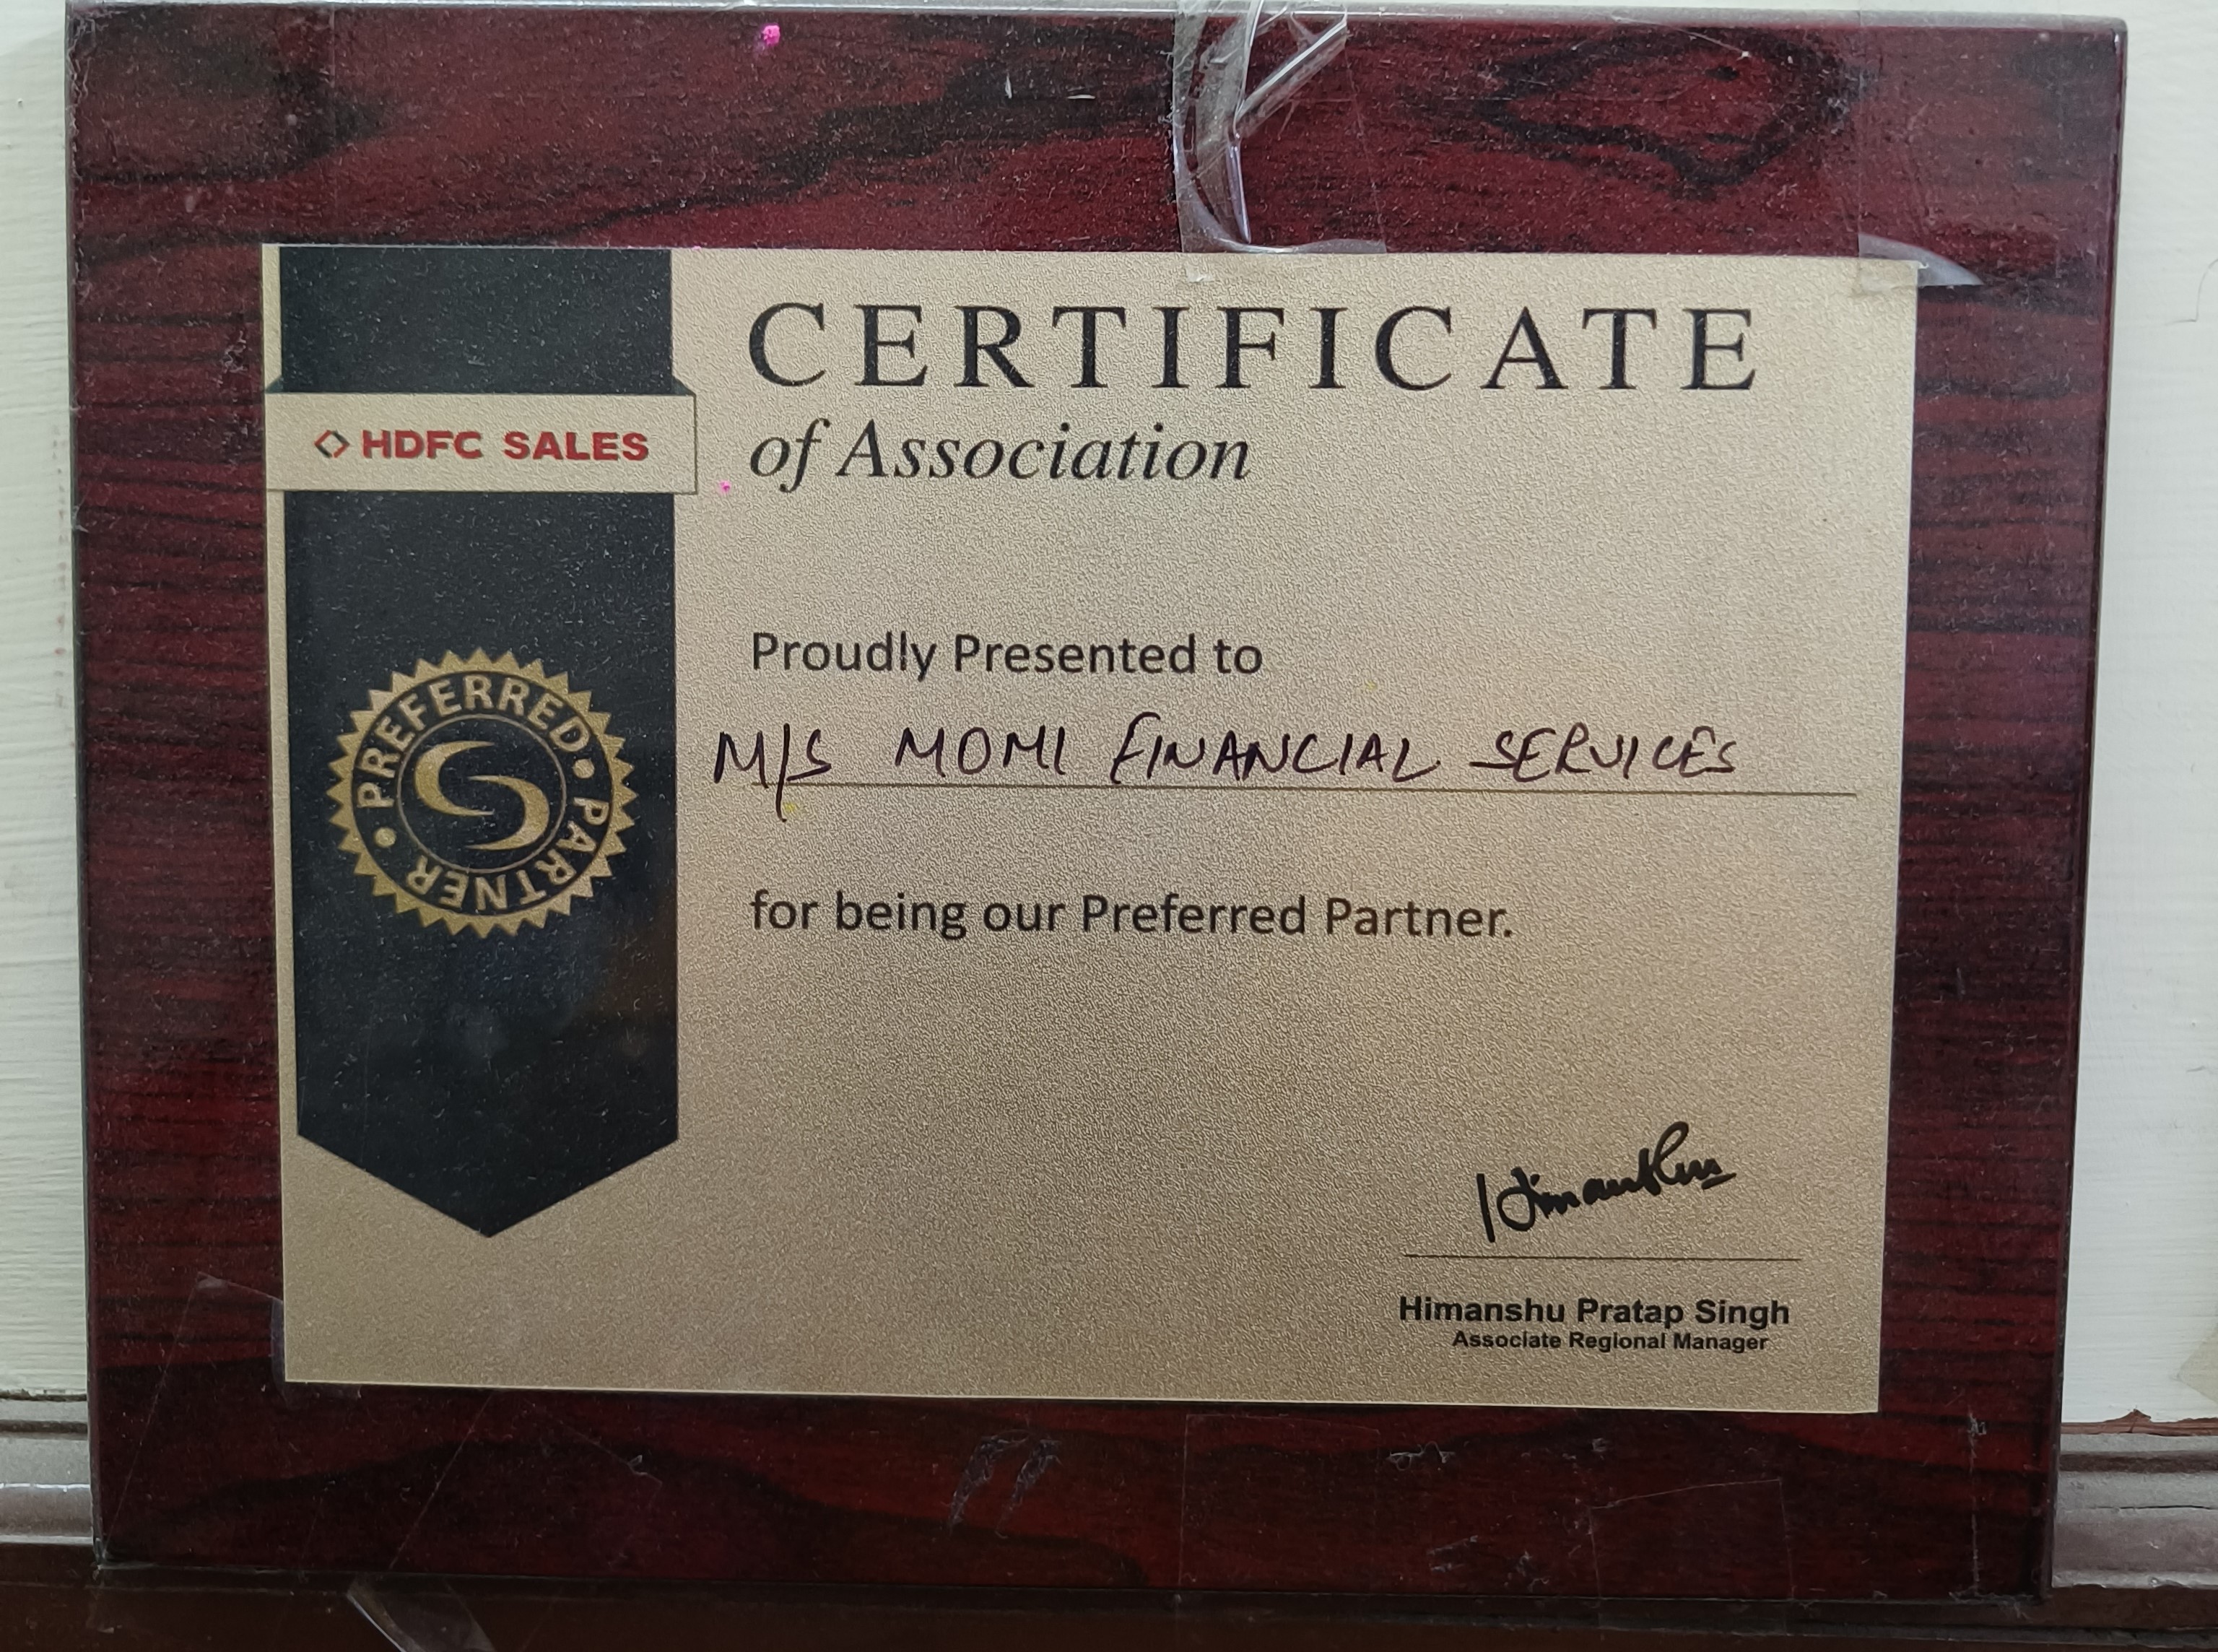 CERTIFICATE
of Association
HDFC SALES
Proudly Presented to
M/S MOMI FINANCIAL SERVICES
for being our Preferred Partner.
PREFERRED PARTNER
Himanshu
Himanshu Pratap Singh
Associate Regional Manager